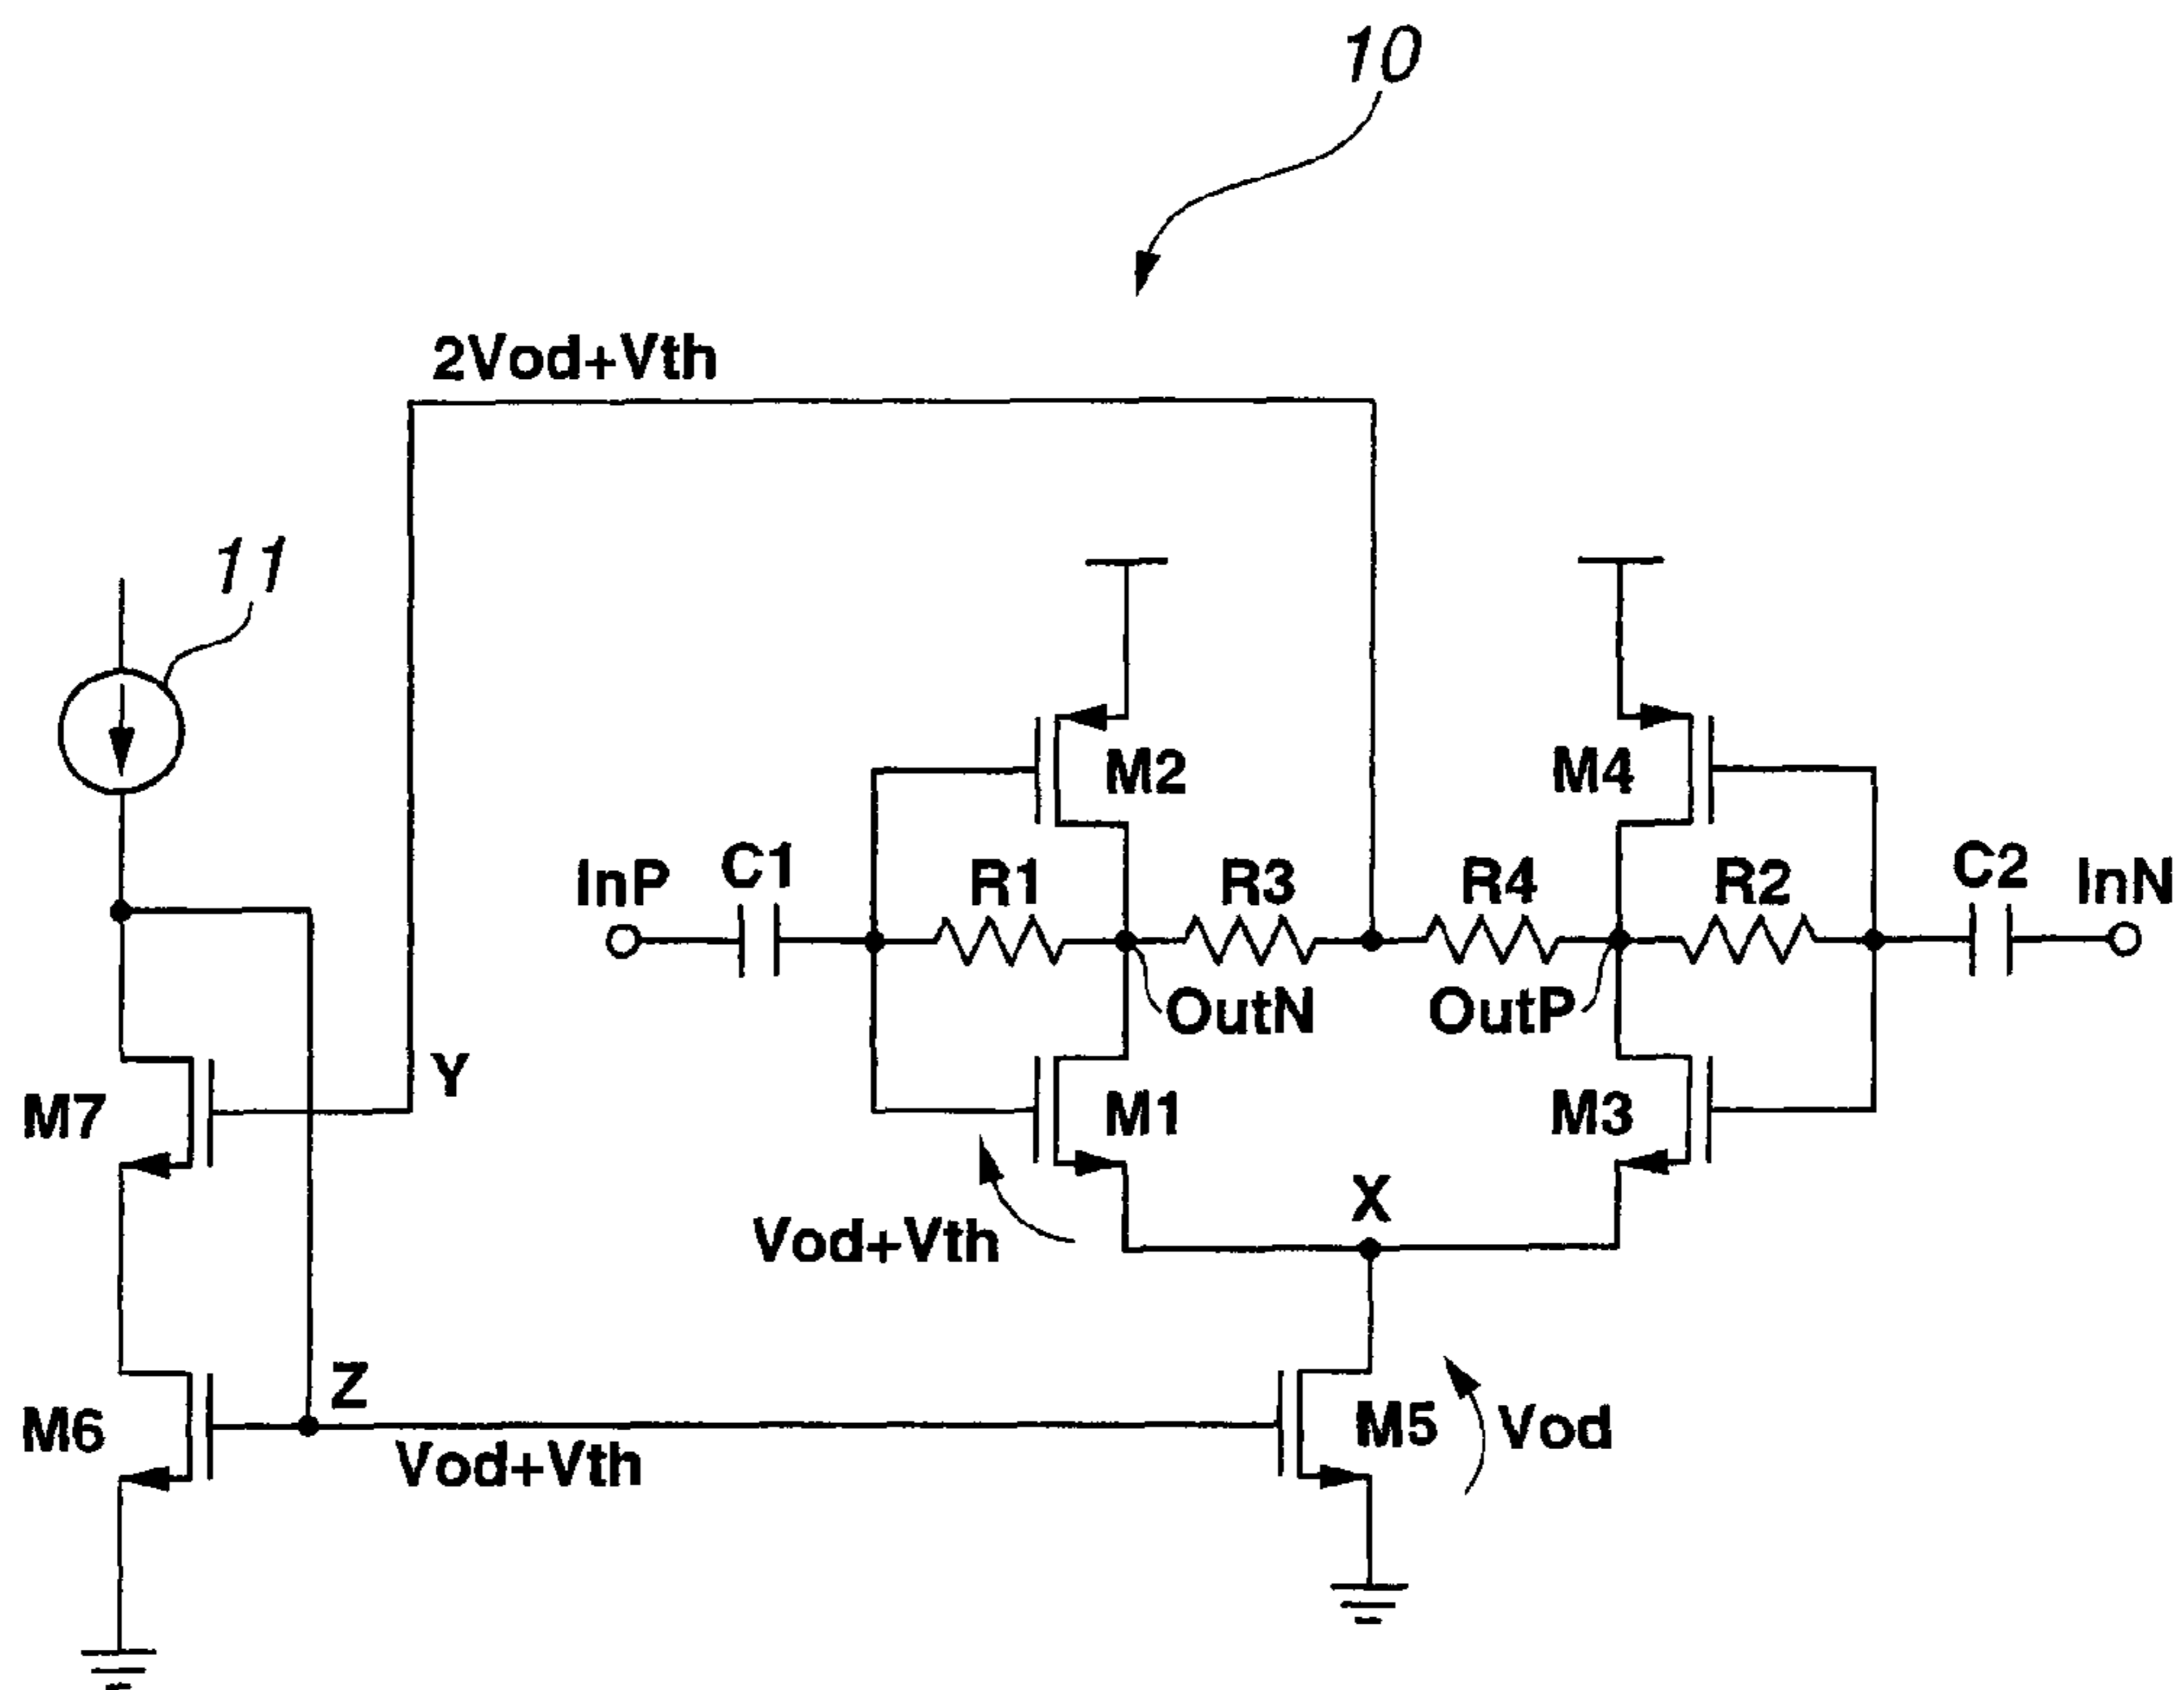 10
2Vod+Vth
11
M2
M4
InP
C1
R1
R3
R4
R2
C2
InN
OutN
OutP
Y
M7
M1
M3
X
Vod+Vth
Z
M6
Vod+Vth
M5
Vod